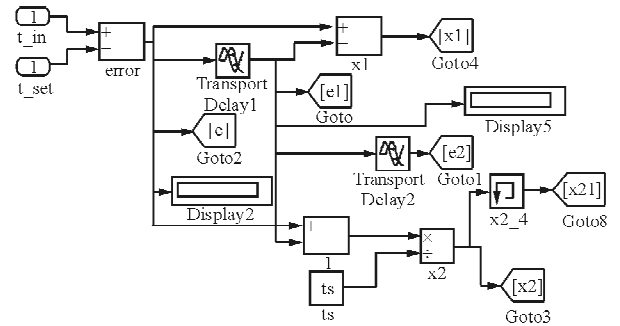 1
t_in
1
t_set
+
−
error
Transport
Delay1
+
−
x1
|x1|
Goto4
[e1]
Goto
|e|
Goto2
Display5
Transport
Delay2
[e2]
Goto1
Display2
1
ts
ts
×
÷
x2
x2_4
[x21]
Goto8
[x2]
Goto3